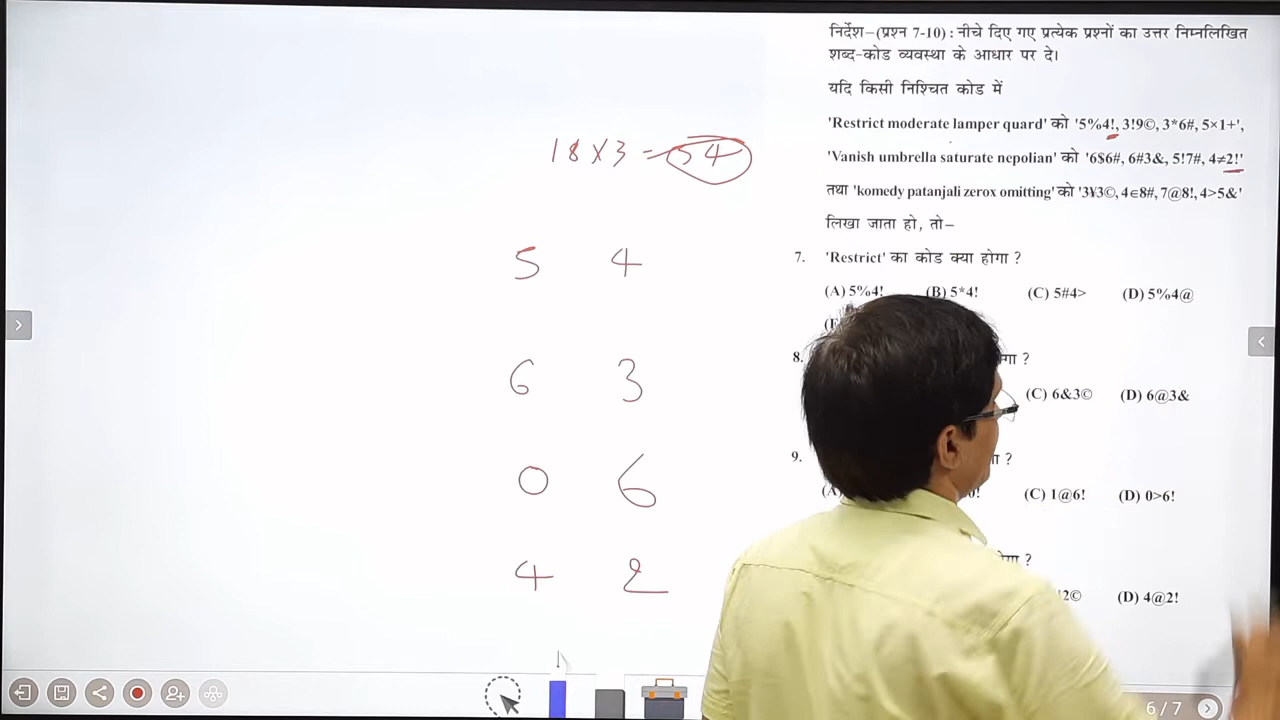 18 x 3 = 54
5 4
6 3
0 6
4 2
निर्देश–(प्रश्न 7-10) : नीचे दिए गए प्रत्येक प्रश्नों का उत्तर निम्नलिखित
शब्द-कोड व्यवस्था के आधार पर दे।
यदि किसी निश्चित कोड में
'Restrict moderate lamper quard' को '5%4!, 3!9©, 3*6#, 5×1+',
'Vanish umbrella saturate nepolian' को '6$6#, 6#3&, 5!7#, 4≠2!'
तथा 'komedy patanjali zerox omitting' को '3¥3©, 4∈8#, 7@8!, 4>5&'
लिखा जाता हो, तो–
7. 'Restrict' का कोड क्या होगा ?
(A) 5%4! (B) 5*4! (C) 5#4> (D) 5%4@
8. ?
(C) 6&3© (D) 6@3&
9. ?
(C) 1@6! (D) 0>6!
?
(D) 4@2!
6 / 7